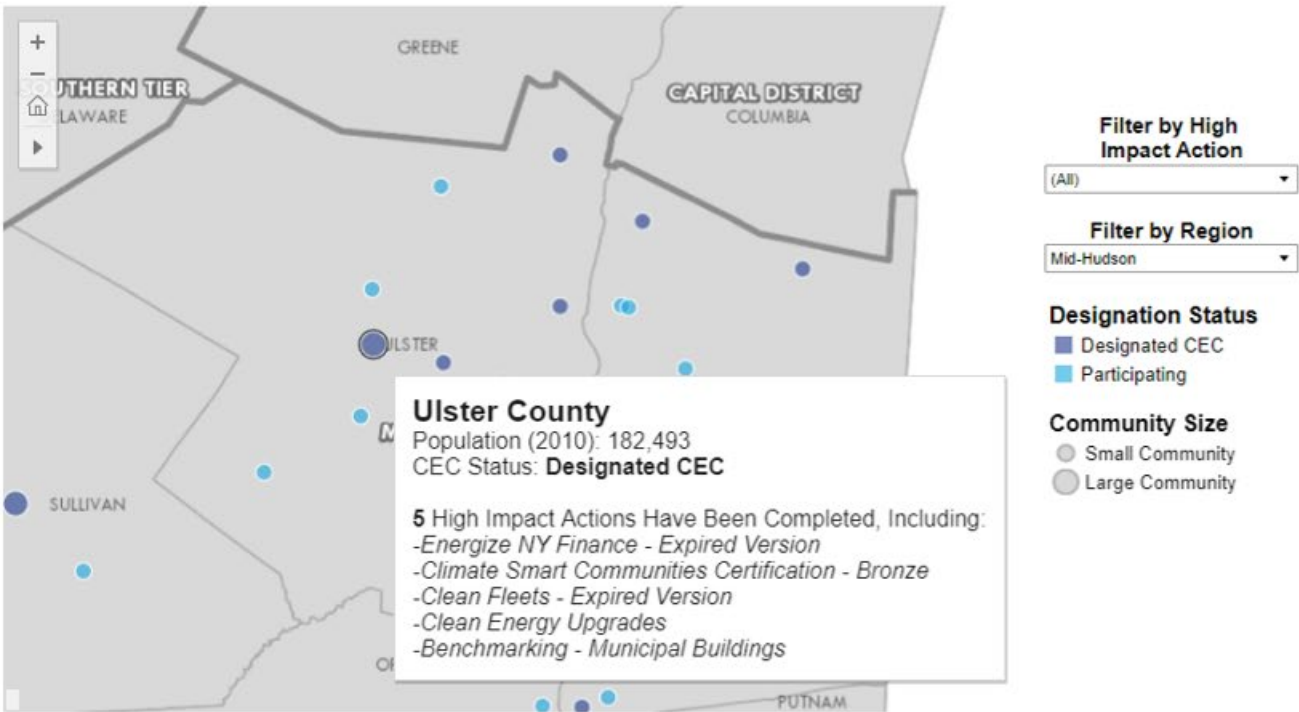 +
GREENE
−
SOUTHERN TIER
CAPITAL DISTRICT
LAWARE
COLUMBIA
Filter by High
Impact Action
(All)
Filter by Region
Mid-Hudson
Designation Status
Designated CEC
Participating
Community Size
Small Community
Large Community
ULSTER
M
Ulster County
Population (2010): 182,493
CEC Status: Designated CEC
5 High Impact Actions Have Been Completed, Including:
-Energize NY Finance - Expired Version
-Climate Smart Communities Certification - Bronze
-Clean Fleets - Expired Version
-Clean Energy Upgrades
-Benchmarking - Municipal Buildings
SULLIVAN
OR
PUTNAM